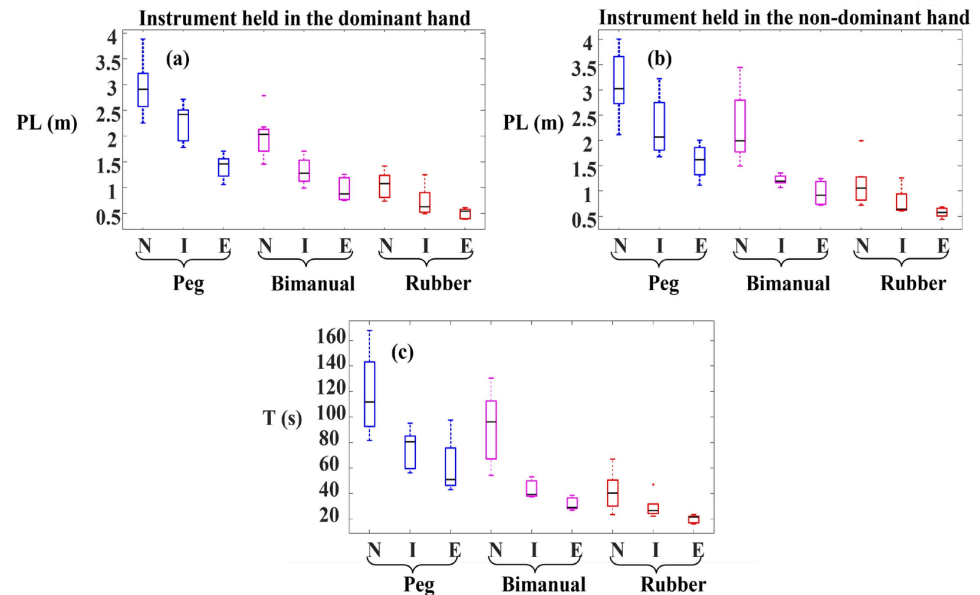 Instrument held in the dominant hand
(a)
PL (m)
4
3.5
3
2.5
2
1.5
1
0.5
N I E N I E N I E
Peg Bimanual Rubber
Instrument held in the non-dominant hand
(b)
PL (m)
4
3.5
3
2.5
2
1.5
1
0.5
N I E N I E N I E
Peg Bimanual Rubber
(c)
T (s)
160
140
120
100
80
60
40
20
N I E N I E N I E
Peg Bimanual Rubber